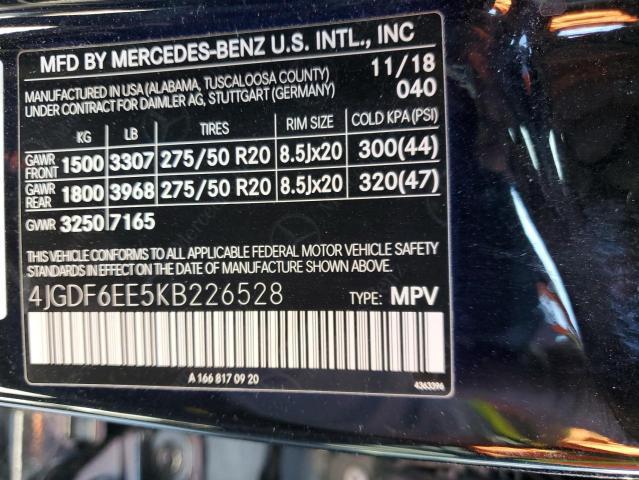 MFD BY MERCEDES-BENZ U.S. INTL., INC
MANUFACTURED IN USA (ALABAMA, TUSCALOOSA COUNTY) 11/18
UNDER CONTRACT FOR DAIMLER AG, STUTTGART (GERMANY) 040
KG LB TIRES RIM SIZE COLD KPA(PSI)
GAWR FRONT 1500 3307 275/50 R20 8.5Jx20 300(44)
GAWR REAR 1800 3968 275/50 R20 8.5Jx20 320(47)
GVWR 3250 7165
THIS VEHICLE CONFORMS TO ALL APPLICABLE FEDERAL MOTOR VEHICLE SAFETY
STANDARDS IN EFFECT ON THE DATE OF MANUFACTURE SHOWN ABOVE.
4JGDF6EE5KB226528 TYPE: MPV
A 166 817 09 20 4363396